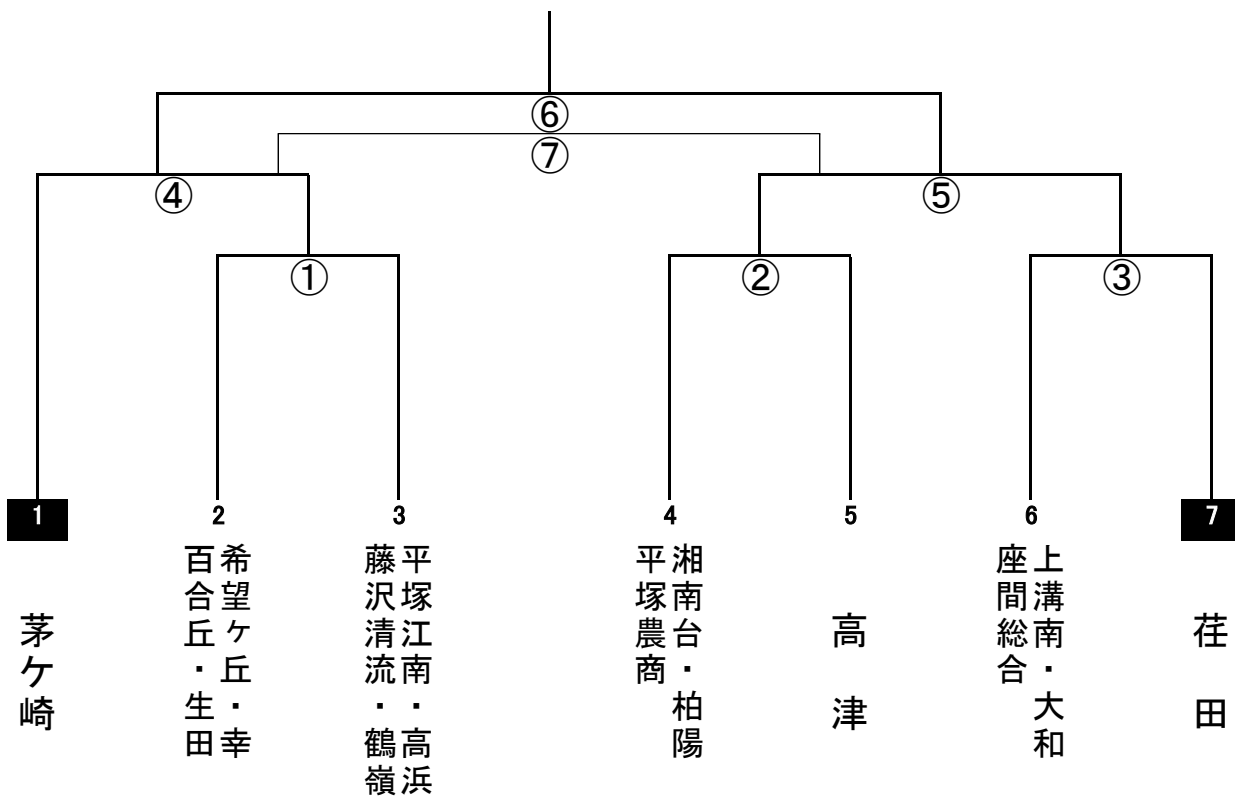 ⑥
⑦
④
⑤
①
②
③
1
2
3
4
5
6
7
茅ケ崎
希望ケ丘・幸
百合丘・生田
平塚江南・高浜
藤沢清流・鶴嶺
湘南台・柏陽
平塚農商
高津
上溝南・大和
座間総合
荏田